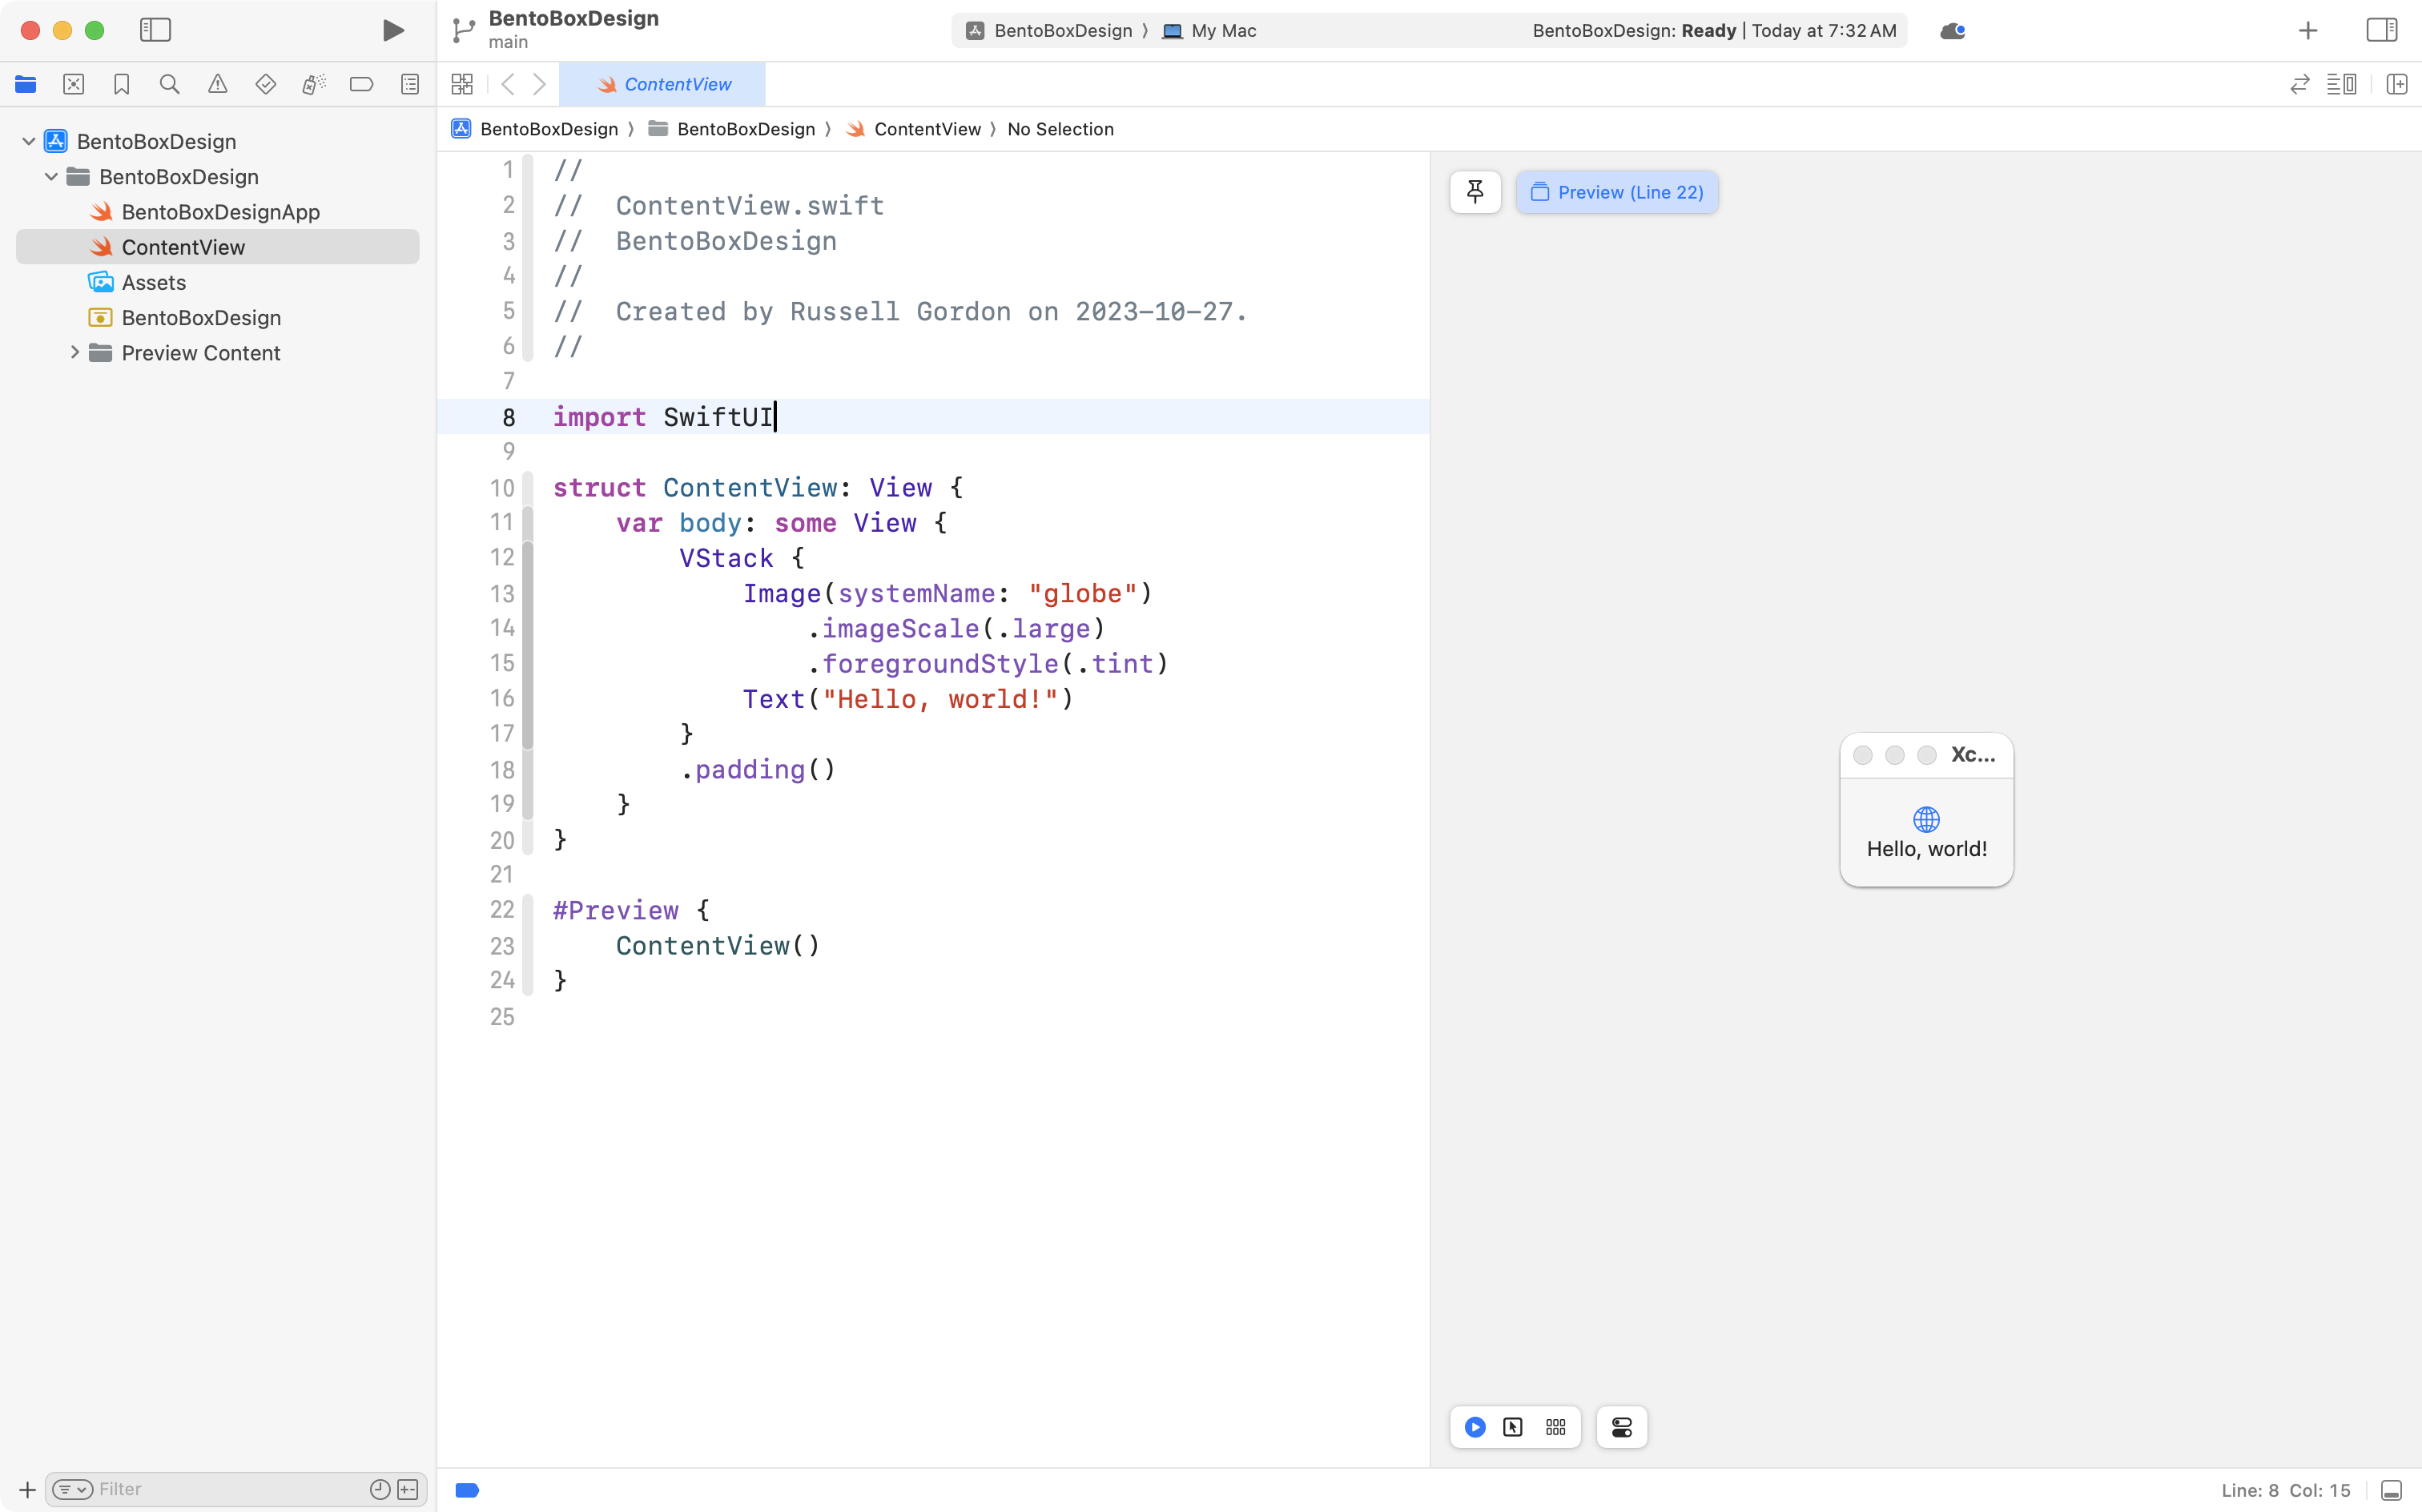 BentoBoxDesign
main
BentoBoxDesign 〉 My Mac
BentoBoxDesign: Ready | Today at 7:32 AM
ContentView
BentoBoxDesign 〉 BentoBoxDesign 〉 ContentView 〉 No Selection
BentoBoxDesign
BentoBoxDesign
BentoBoxDesignApp
ContentView
Assets
BentoBoxDesign
Preview Content
Filter
1 //
2 //  ContentView.swift
3 //  BentoBoxDesign
4 //
5 //  Created by Russell Gordon on 2023-10-27.
6 //
7
8 import SwiftUI
9
10 struct ContentView: View {
11     var body: some View {
12         VStack {
13             Image(systemName: "globe")
14                 .imageScale(.large)
15                 .foregroundStyle(.tint)
16             Text("Hello, world!")
17         }
18         .padding()
19     }
20 }
21
22 #Preview {
23     ContentView()
24 }
25
Preview (Line 22)
Xc...
Hello, world!
Line: 8 Col: 15